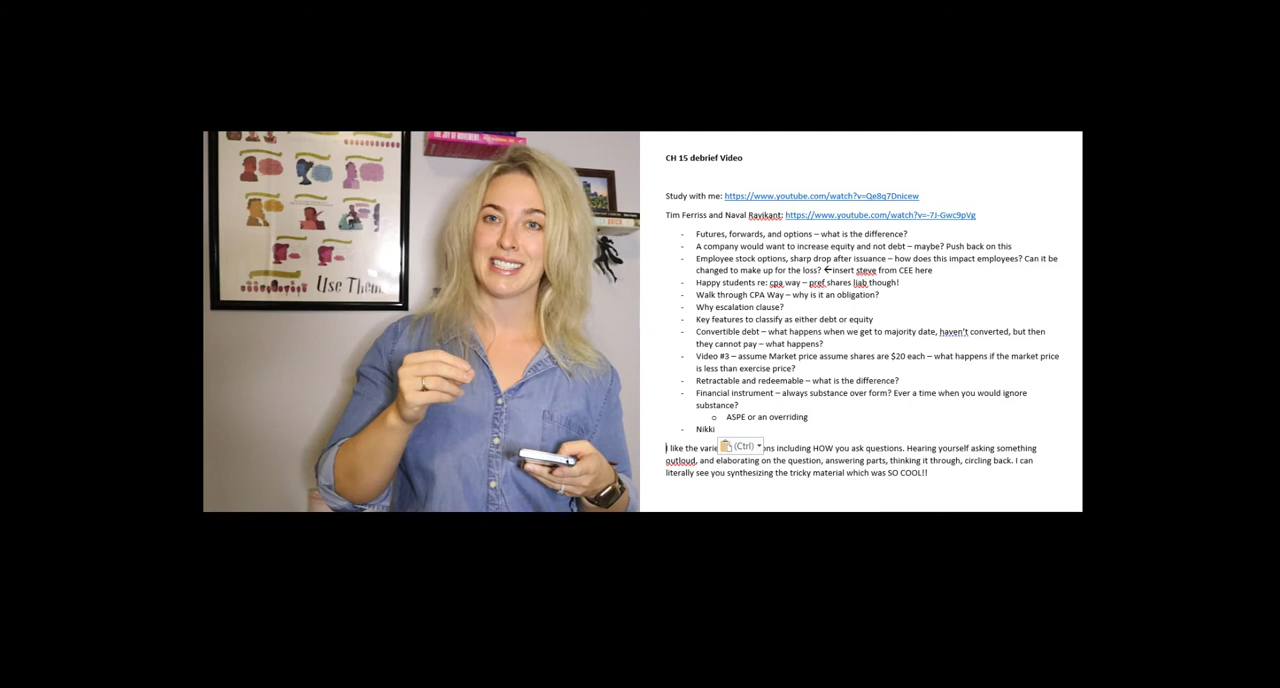 THE JOY OF MOVEMENT
Use Them
CH 15 debrief Video
Study with me: https://www.youtube.com/watch?v=Qe8q7Dnicew
Tim Ferriss and Naval Ravikant: https://www.youtube.com/watch?v=-7J-Gwc9pVg
- Futures, forwards, and options – what is the difference?
- A company would want to increase equity and not debt – maybe? Push back on this
- Employee stock options, sharp drop after issuance – how does this impact employees? Can it be
changed to make up for the loss? ←insert steve from CEE here
- Happy students re: cpa way – pref shares liab though!
- Walk through CPA Way – why is it an obligation?
- Why escalation clause?
- Key features to classify as either debt or equity
- Convertible debt – what happens when we get to majority date, haven't converted, but then
they cannot pay – what happens?
- Video #3 – assume Market price assume shares are $20 each – what happens if the market price
is less than exercise price?
- Retractable and redeemable – what is the difference?
- Financial instrument – always substance over form? Ever a time when you would ignore
substance?
o ASPE or an overriding
- Nikki
(Ctrl)
I like the varie ns including HOW you ask questions. Hearing yourself asking something
outloud, and elaborating on the question, answering parts, thinking it through, circling back. I can
literally see you synthesizing the tricky material which was SO COOL!!